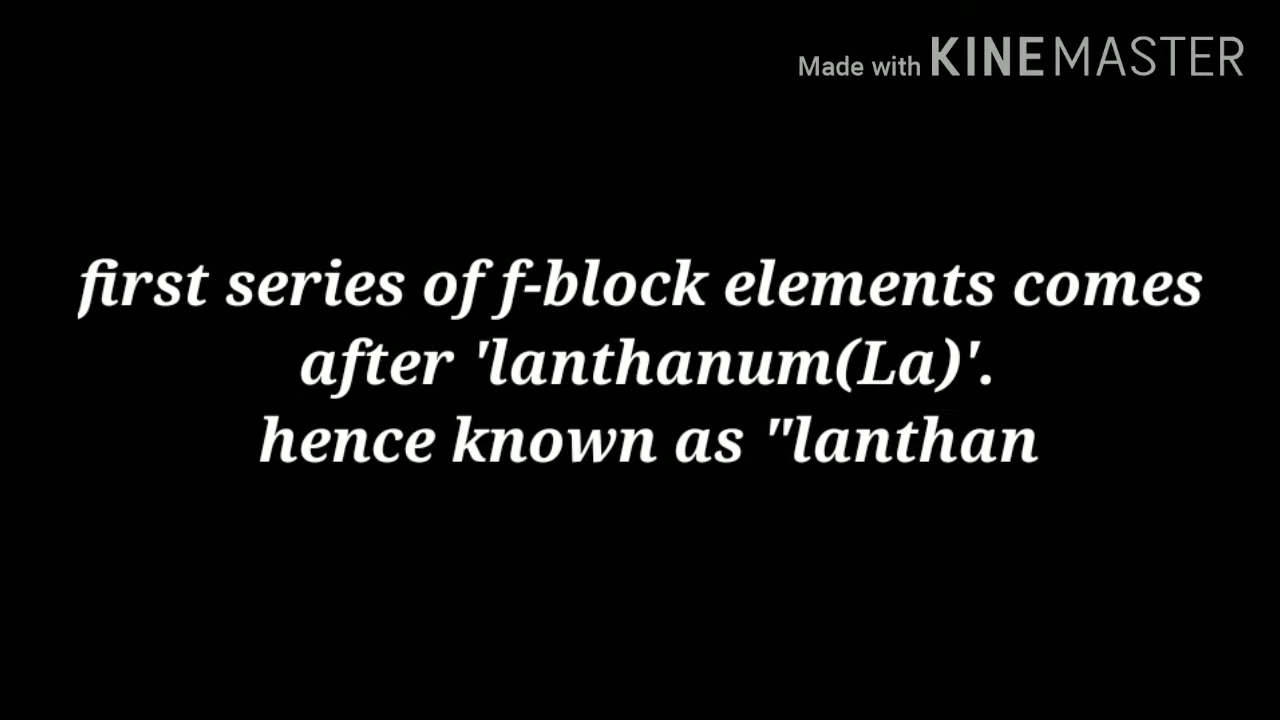 Made with KINEMASTER
first series of f-block elements comes
after 'lanthanum(La)'.
hence known as "lanthan